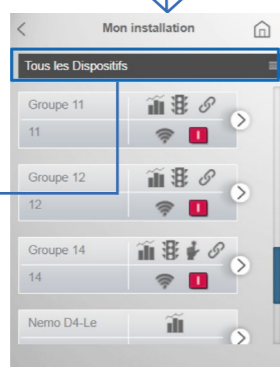 Mon installation
Tous les Dispositifs
Groupe 11
11
I
Groupe 12
12
I
Groupe 14
14
I
Nemo D4-Le